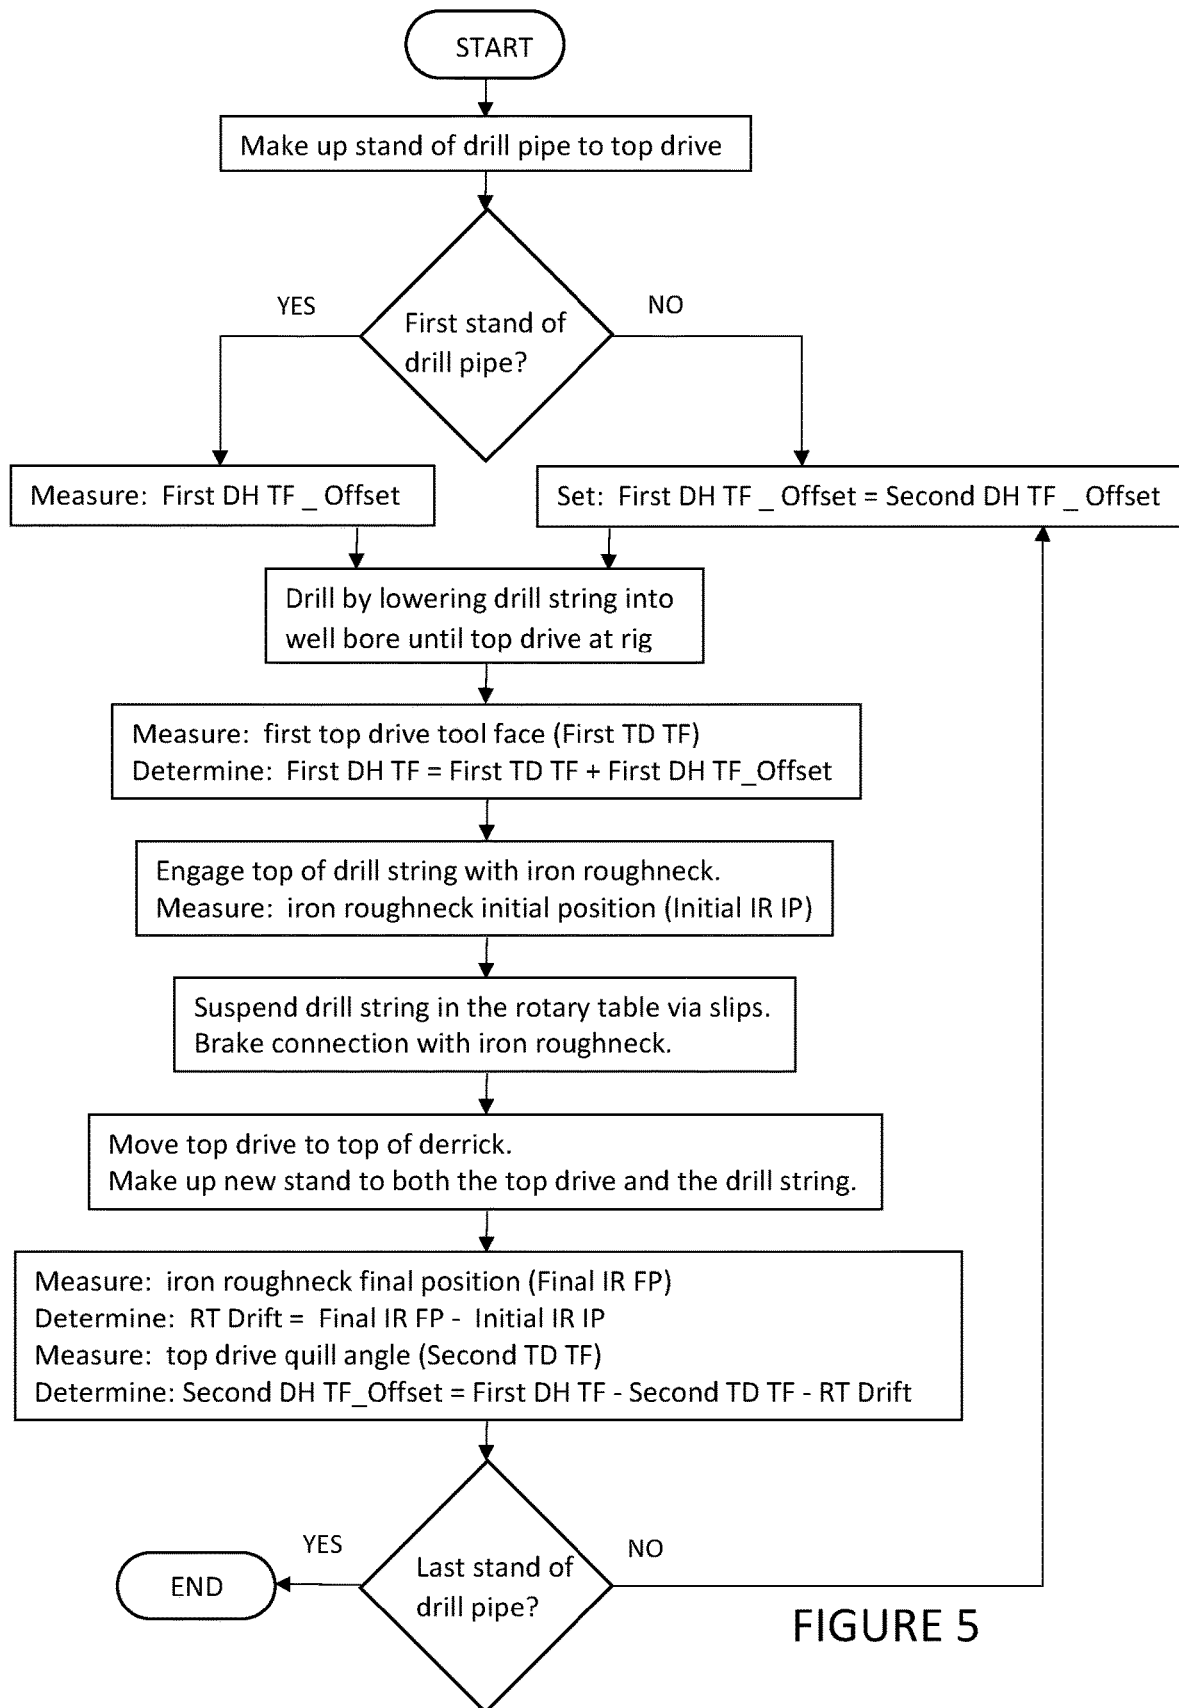 START
Make up stand of drill pipe to top drive
YES
NO
First stand of
drill pipe?
Measure: First DH TF _ Offset
Set: First DH TF _ Offset = Second DH TF _ Offset
Drill by lowering drill string into
well bore until top drive at rig
Measure: first top drive tool face (First TD TF)
Determine: First DH TF = First TD TF + First DH TF_Offset
Engage top of drill string with iron roughneck.
Measure: iron roughneck initial position (Initial IR IP)
Suspend drill string in the rotary table via slips.
Brake connection with iron roughneck.
Move top drive to top of derrick.
Make up new stand to both the top drive and the drill string.
Measure: iron roughneck final position (Final IR FP)
Determine: RT Drift = Final IR FP - Initial IR IP
Measure: top drive quill angle (Second TD TF)
Determine: Second DH TF_Offset = First DH TF - Second TD TF - RT Drift
YES
NO
Last stand of
drill pipe?
END
FIGURE 5